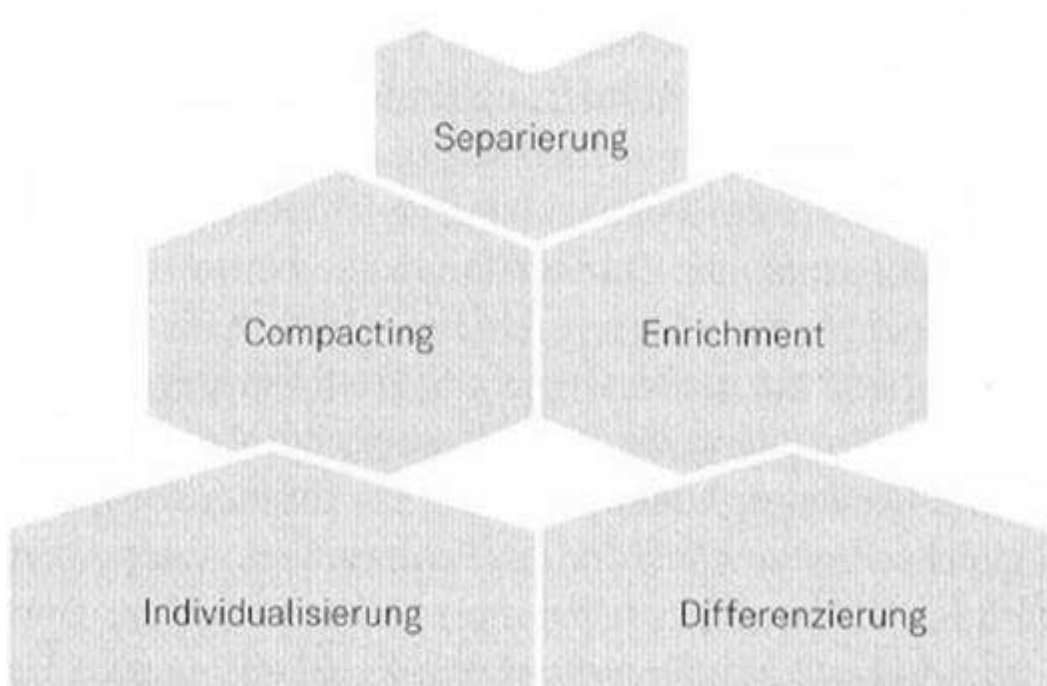 Separierung
Compacting
Enrichment
Individualisierung
Differenzierung